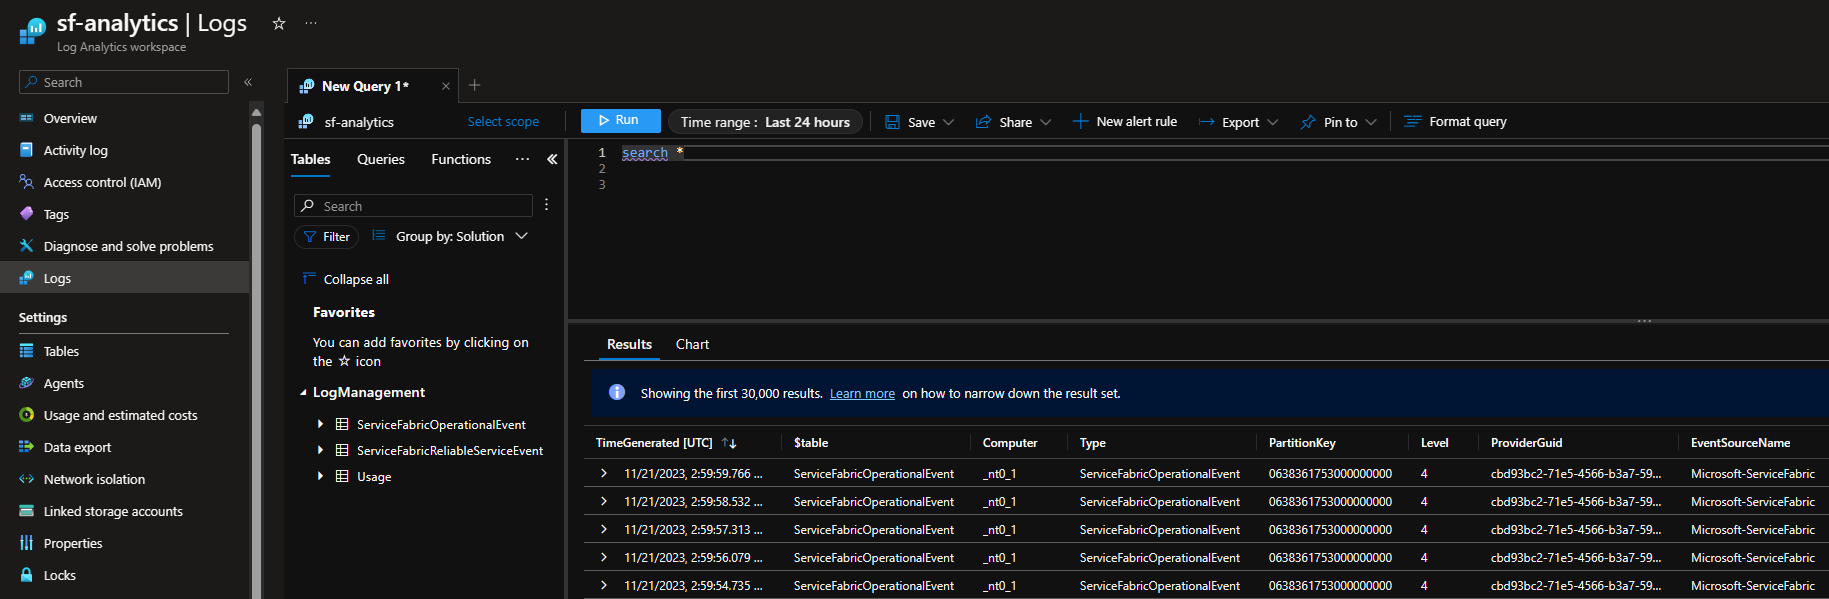 sf-analytics | Logs
Log Analytics workspace
Search
Overview
Activity log
Access control (IAM)
Tags
Diagnose and solve problems
Logs
Settings
Tables
Agents
Usage and estimated costs
Data export
Network isolation
Linked storage accounts
Properties
Locks
New Query 1*
sf-analytics
Select scope
Run
Time range : Last 24 hours
Save
Share
New alert rule
Export
Pin to
Format query
Tables Queries Functions
Search
Filter
Group by: Solution
Collapse all
Favorites
You can add favorites by clicking on
the ☆ icon
LogManagement
ServiceFabricOperationalEvent
ServiceFabricReliableServiceEvent
Usage
1 search *
2
3
Results Chart
Showing the first 30,000 results. Learn more on how to narrow down the result set.
TimeGenerated [UTC] $table Computer Type PartitionKey Level ProviderGuid EventSourceName
11/21/2023, 2:59:59.766 ... ServiceFabricOperationalEvent _nt0_1 ServiceFabricOperationalEvent 0638361753000000000 4 cbd93bc2-71e5-4566-b3a7-59... Microsoft-ServiceFabric
11/21/2023, 2:59:58.532 ... ServiceFabricOperationalEvent _nt0_1 ServiceFabricOperationalEvent 0638361753000000000 4 cbd93bc2-71e5-4566-b3a7-59... Microsoft-ServiceFabric
11/21/2023, 2:59:57.313 ... ServiceFabricOperationalEvent _nt0_1 ServiceFabricOperationalEvent 0638361753000000000 4 cbd93bc2-71e5-4566-b3a7-59... Microsoft-ServiceFabric
11/21/2023, 2:59:56.079 ... ServiceFabricOperationalEvent _nt0_1 ServiceFabricOperationalEvent 0638361753000000000 4 cbd93bc2-71e5-4566-b3a7-59... Microsoft-ServiceFabric
11/21/2023, 2:59:54.735 ... ServiceFabricOperationalEvent _nt0_1 ServiceFabricOperationalEvent 0638361753000000000 4 cbd93bc2-71e5-4566-b3a7-59... Microsoft-ServiceFabric